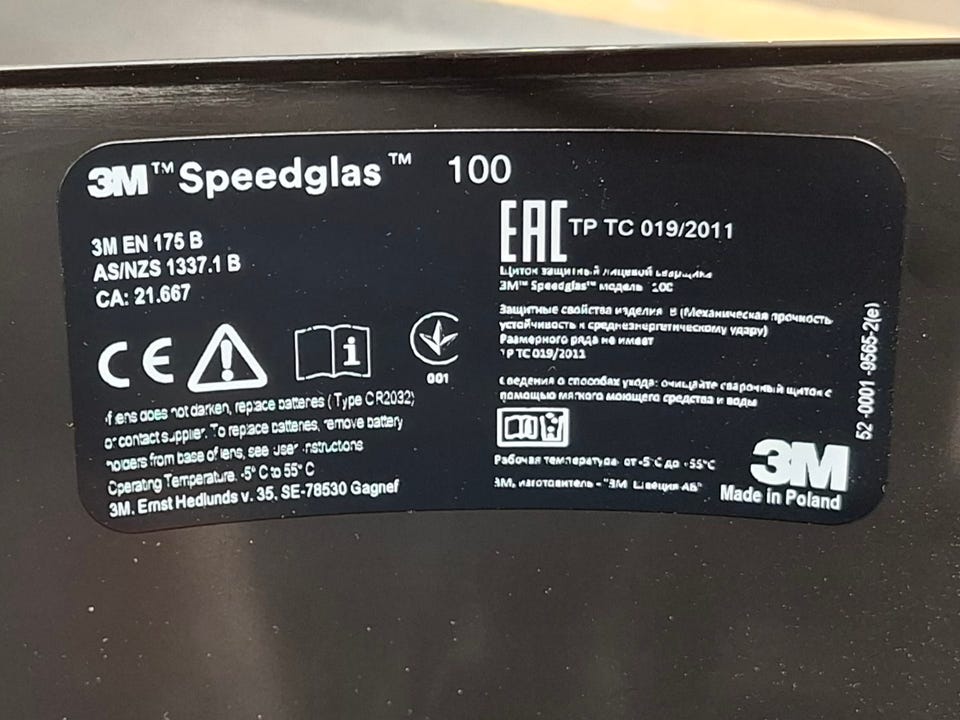 3M™ Speedglas™ 100
3M EN 175 B
AS/NZS 1337.1 B
CA: 21.667
CE
001
If lens does not darken, replace batteries (Type CR2032)
or contact supplier. To replace batteries, remove battery
holders from base of lens, see User Instructions
Operating Temperature. -5° C to 55° C
3M. Ernst Hedlunds v. 35, SE-78530 Gagnef
EAC ТР ТС 019/2011
Щиток защитный лицевой сварщика
3M™ Speedglas™ модель 100
Защитные свойства изделия В (Механическая прочность
устойчивость к среднеэнергетическому удару)
Размерного ряда не имеет
ТР ТС 019/2011
Сведения о способах ухода: очищайте сварочный щиток с
помощью мягкого моющего средства и воды
Рабочая температура от -5°С до +55°С
3М, изготовитель - "3М Швеция АБ"
3M
Made in Poland
52-0001-9565-2(e)